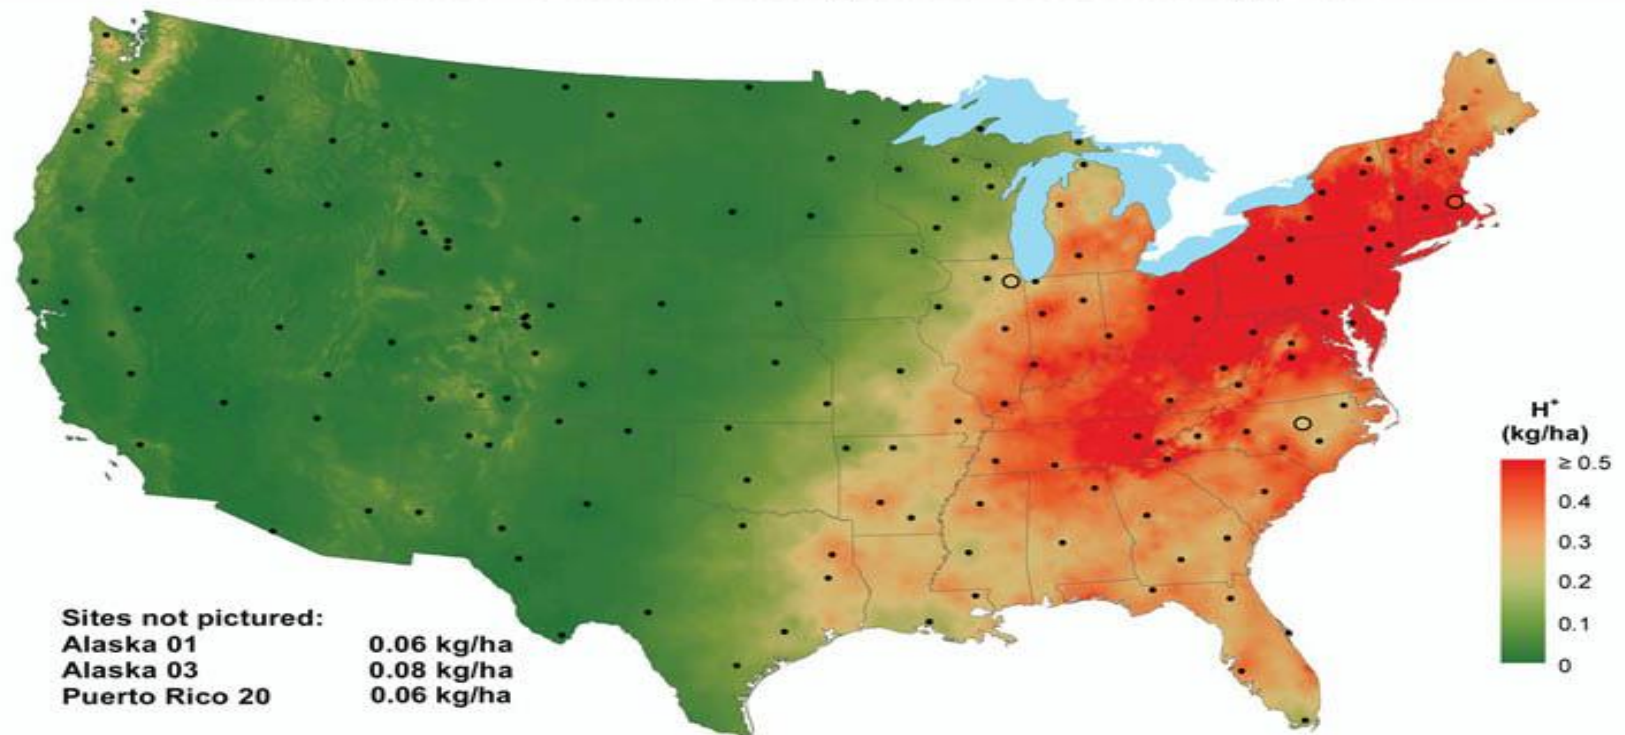 Sites not pictured:
Alaska 01 0.06 kg/ha
Alaska 03 0.08 kg/ha
Puerto Rico 20 0.06 kg/ha
H⁺
(kg/ha)
≥ 0.5
0.4
0.3
0.2
0.1
0